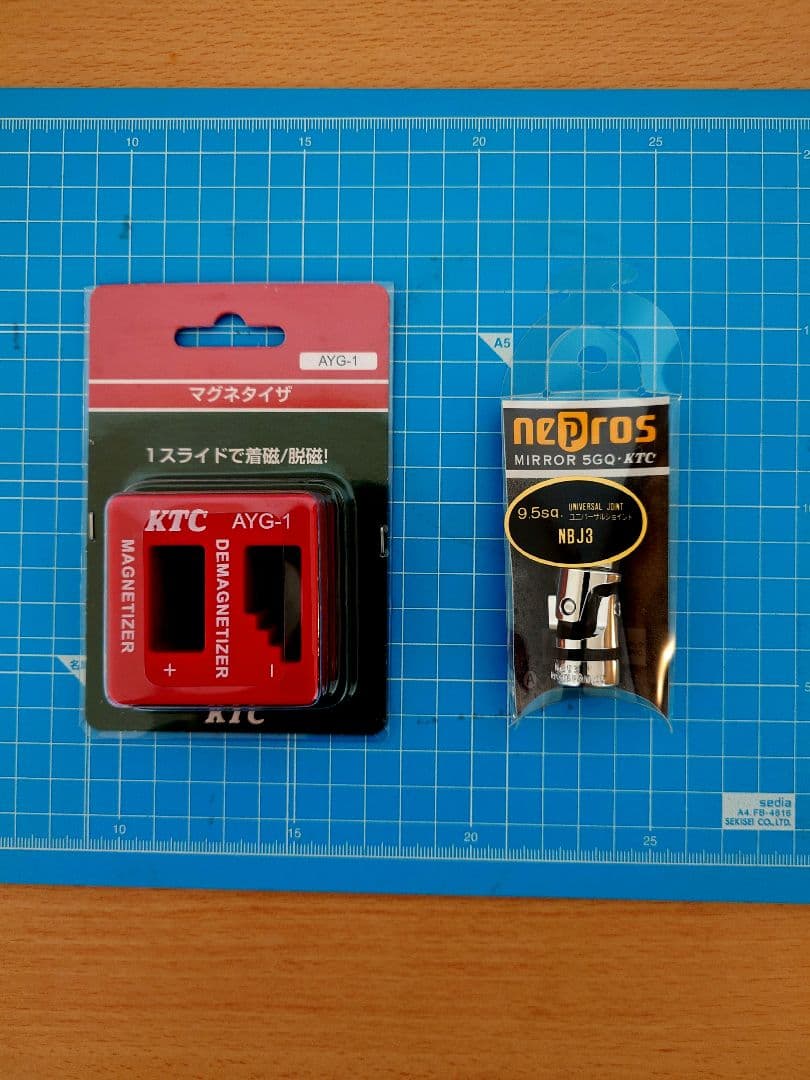 10 15 20 25
A5
AYG-1
マグネタイザ
1スライドで着磁/脱磁!
KTC AYG-1
MAGNETIZER
DEMAGNETIZER
+
−
KTC
nepros
MIRROR 5GQ・KTC
9.5sq.
UNIVERSAL JOINT
ユニバーサルジョイント
NBJ3
sedia
A4.FB-4816
SEKISEI CO.,LTD.
10 15 20 25